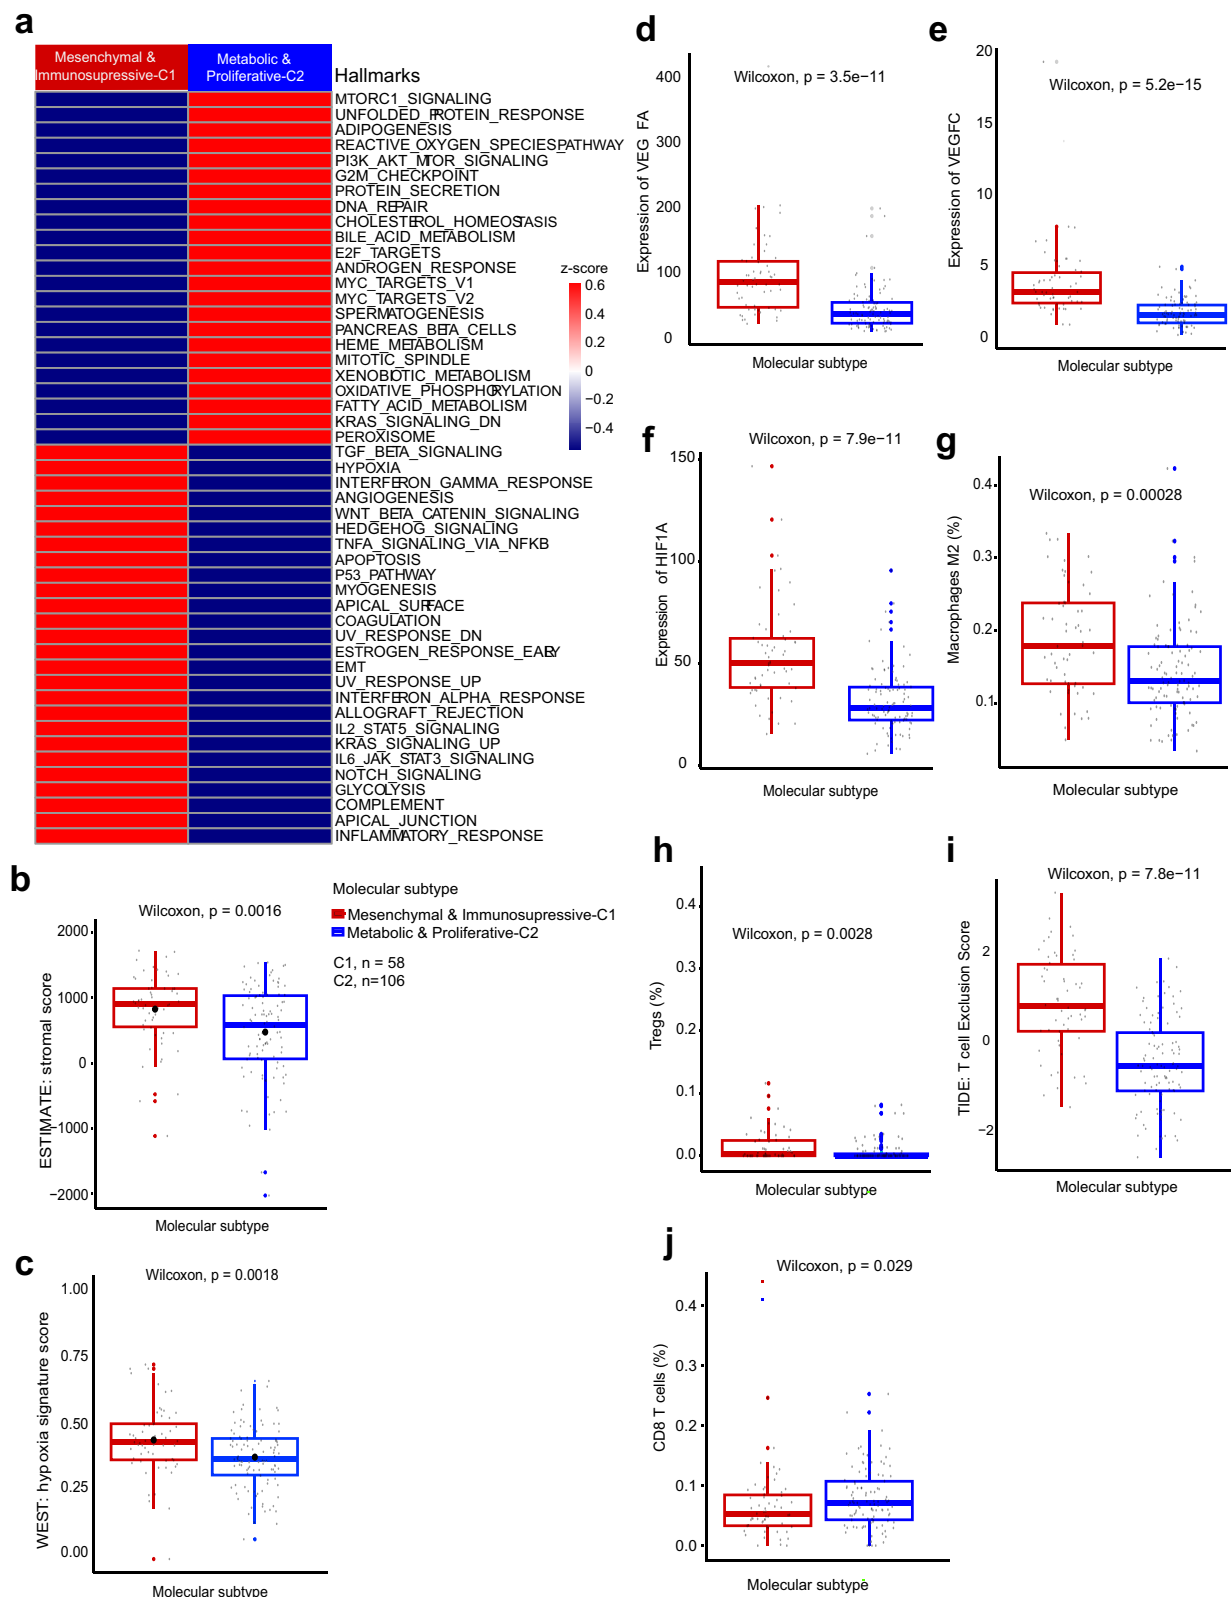 a
Mesenchymal &
Immunosupressive-C1
Metabolic &
Proliferative-C2
Hallmarks
MTORC1_SIGNALING
UNFOLDED_PROTEIN_RESPONSE
ADIPOGENESIS
REACTIVE_OXYGEN_SPECIES_PATHWAY
PI3K_AKT_MTOR_SIGNALING
G2M_CHECKPOINT
PROTEIN_SECRETION
DNA_REPAIR
CHOLESTEROL_HOMEOSTASIS
BILE_ACID_METABOLISM
E2F_TARGETS
ANDROGEN_RESPONSE
MYC_TARGETS_V1
MYC_TARGETS_V2
SPERMATOGENESIS
PANCREAS_BETA_CELLS
HEME_METABOLISM
MITOTIC_SPINDLE
XENOBIOTIC_METABOLISM
OXIDATIVE_PHOSPHORYLATION
FATTY_ACID_METABOLISM
KRAS_SIGNALING_DN
PEROXISOME
TGF_BETA_SIGNALING
HYPOXIA
INTERFERON_GAMMA_RESPONSE
ANGIOGENESIS
WNT_BETA_CATENIN_SIGNALING
HEDGEHOG_SIGNALING
TNFA_SIGNALING_VIA_NFKB
APOPTOSIS
P53_PATHWAY
MYOGENESIS
APICAL_SURFACE
COAGULATION
UV_RESPONSE_DN
ESTROGEN_RESPONSE_EARLY
EMT
UV_RESPONSE_UP
INTERFERON_ALPHA_RESPONSE
ALLOGRAFT_REJECTION
IL2_STAT5_SIGNALING
KRAS_SIGNALING_UP
IL6_JAK_STAT3_SIGNALING
NOTCH_SIGNALING
GLYCOLYSIS
COMPLEMENT
APICAL_JUNCTION
INFLAMMATORY_RESPONSE
z-score
0.6
0.4
0.2
0
−0.2
−0.4
b
Wilcoxon, p = 0.0016
ESTIMATE: stromal score
2000
1000
0
−1000
−2000
Molecular subtype
Molecular subtype
Mesenchymal & Immunosupressive-C1
Metabolic & Proliferative-C2
C1, n = 58
C2, n=106
c
Wilcoxon, p = 0.0018
WEST: hypoxia signature score
1.00
0.75
0.50
0.25
0.00
Molecular subtype
d
Wilcoxon, p = 3.5e−11
Expression of VEG FA
400
300
200
100
0
Molecular subtype
e
Wilcoxon, p = 5.2e−15
Expression of VEGFC
20
15
10
5
0
Molecular subtype
f
Wilcoxon, p = 7.9e−11
Expression of HIF1A
150
100
50
0
Molecular subtype
g
Wilcoxon, p = 0.00028
Macrophages M2 (%)
0.4
0.3
0.2
0.1
Molecular subtype
h
Wilcoxon, p = 0.0028
Tregs (%)
0.4
0.3
0.2
0.1
0.0
Molecular subtype
i
Wilcoxon, p = 7.8e−11
TIDE: T cell Exclusion Score
2
0
−2
Molecular subtype
j
Wilcoxon, p = 0.029
CD8 T cells (%)
0.4
0.3
0.2
0.1
0.0
Molecular subtype